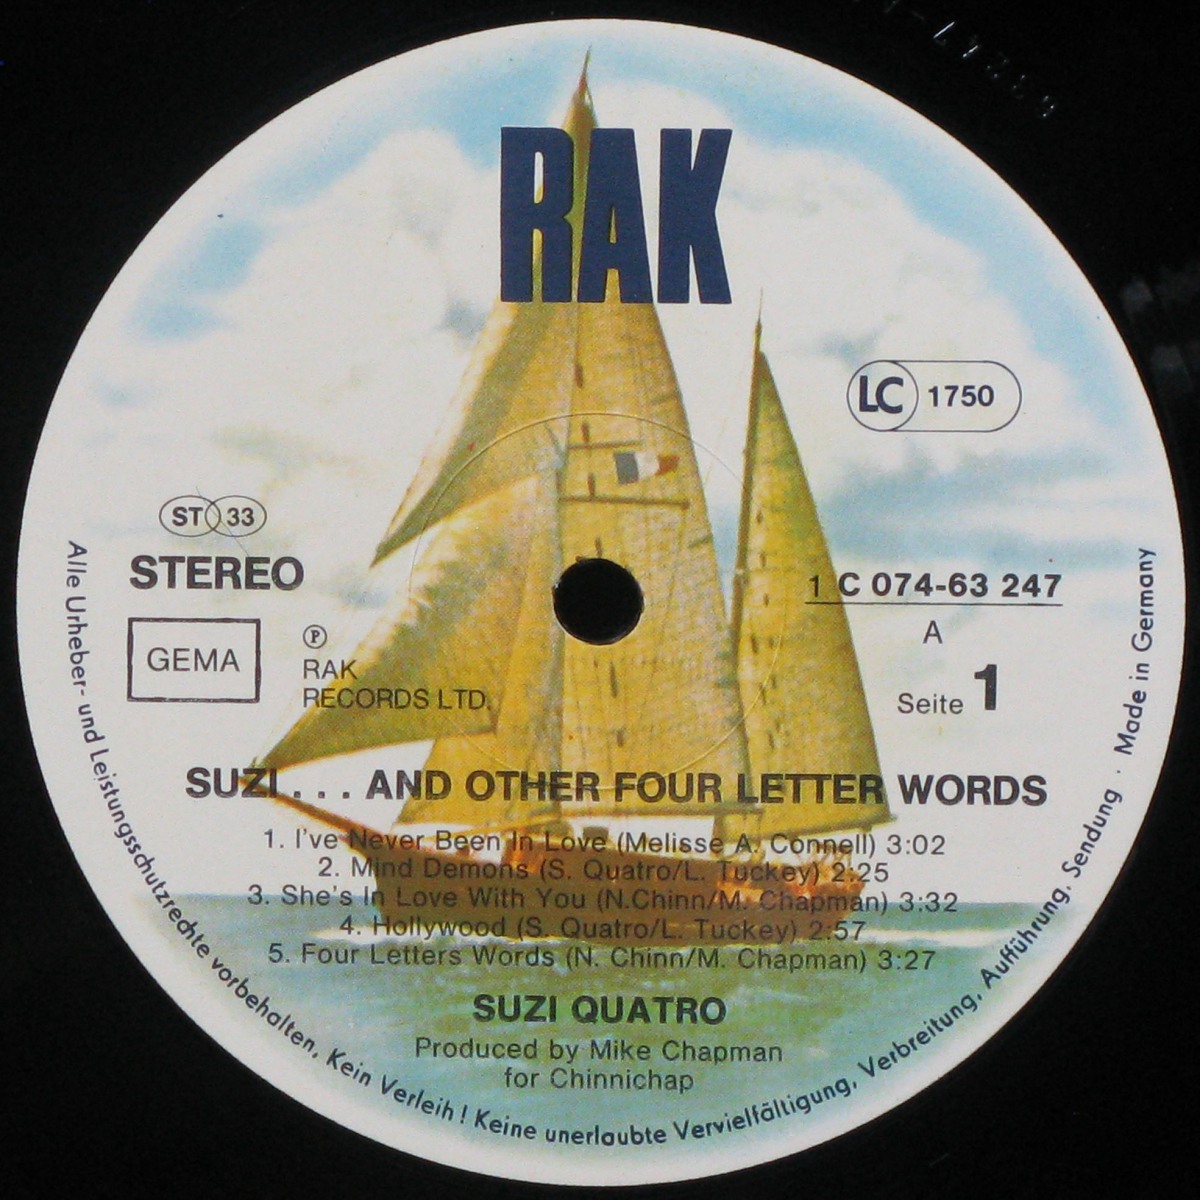 RAK
LC 1750
ST 33
STEREO
1 C 074-63 247
A
GEMA
℗
RAK
RECORDS LTD.
Seite 1
SUZI . . . AND OTHER FOUR LETTER WORDS
1. I've Never Been In Love (Melisse A. Connell) 3:02
2. Mind Demons (S. Quatro/L. Tuckey) 2:25
3. She's In Love With You (N.Chinn/M. Chapman) 3:32
4. Hollywood (S. Quatro/L. Tuckey) 2:57
5. Four Letters Words (N. Chinn/M. Chapman) 3:27
SUZI QUATRO
Produced by Mike Chapman
for Chinnichap
Alle Urheber- und Leistungsschutzrechte vorbehalten. Kein Verleih! Keine unerlaubte Vervielfältigung, Verbreitung, Aufführung, Sendung · Made in Germany